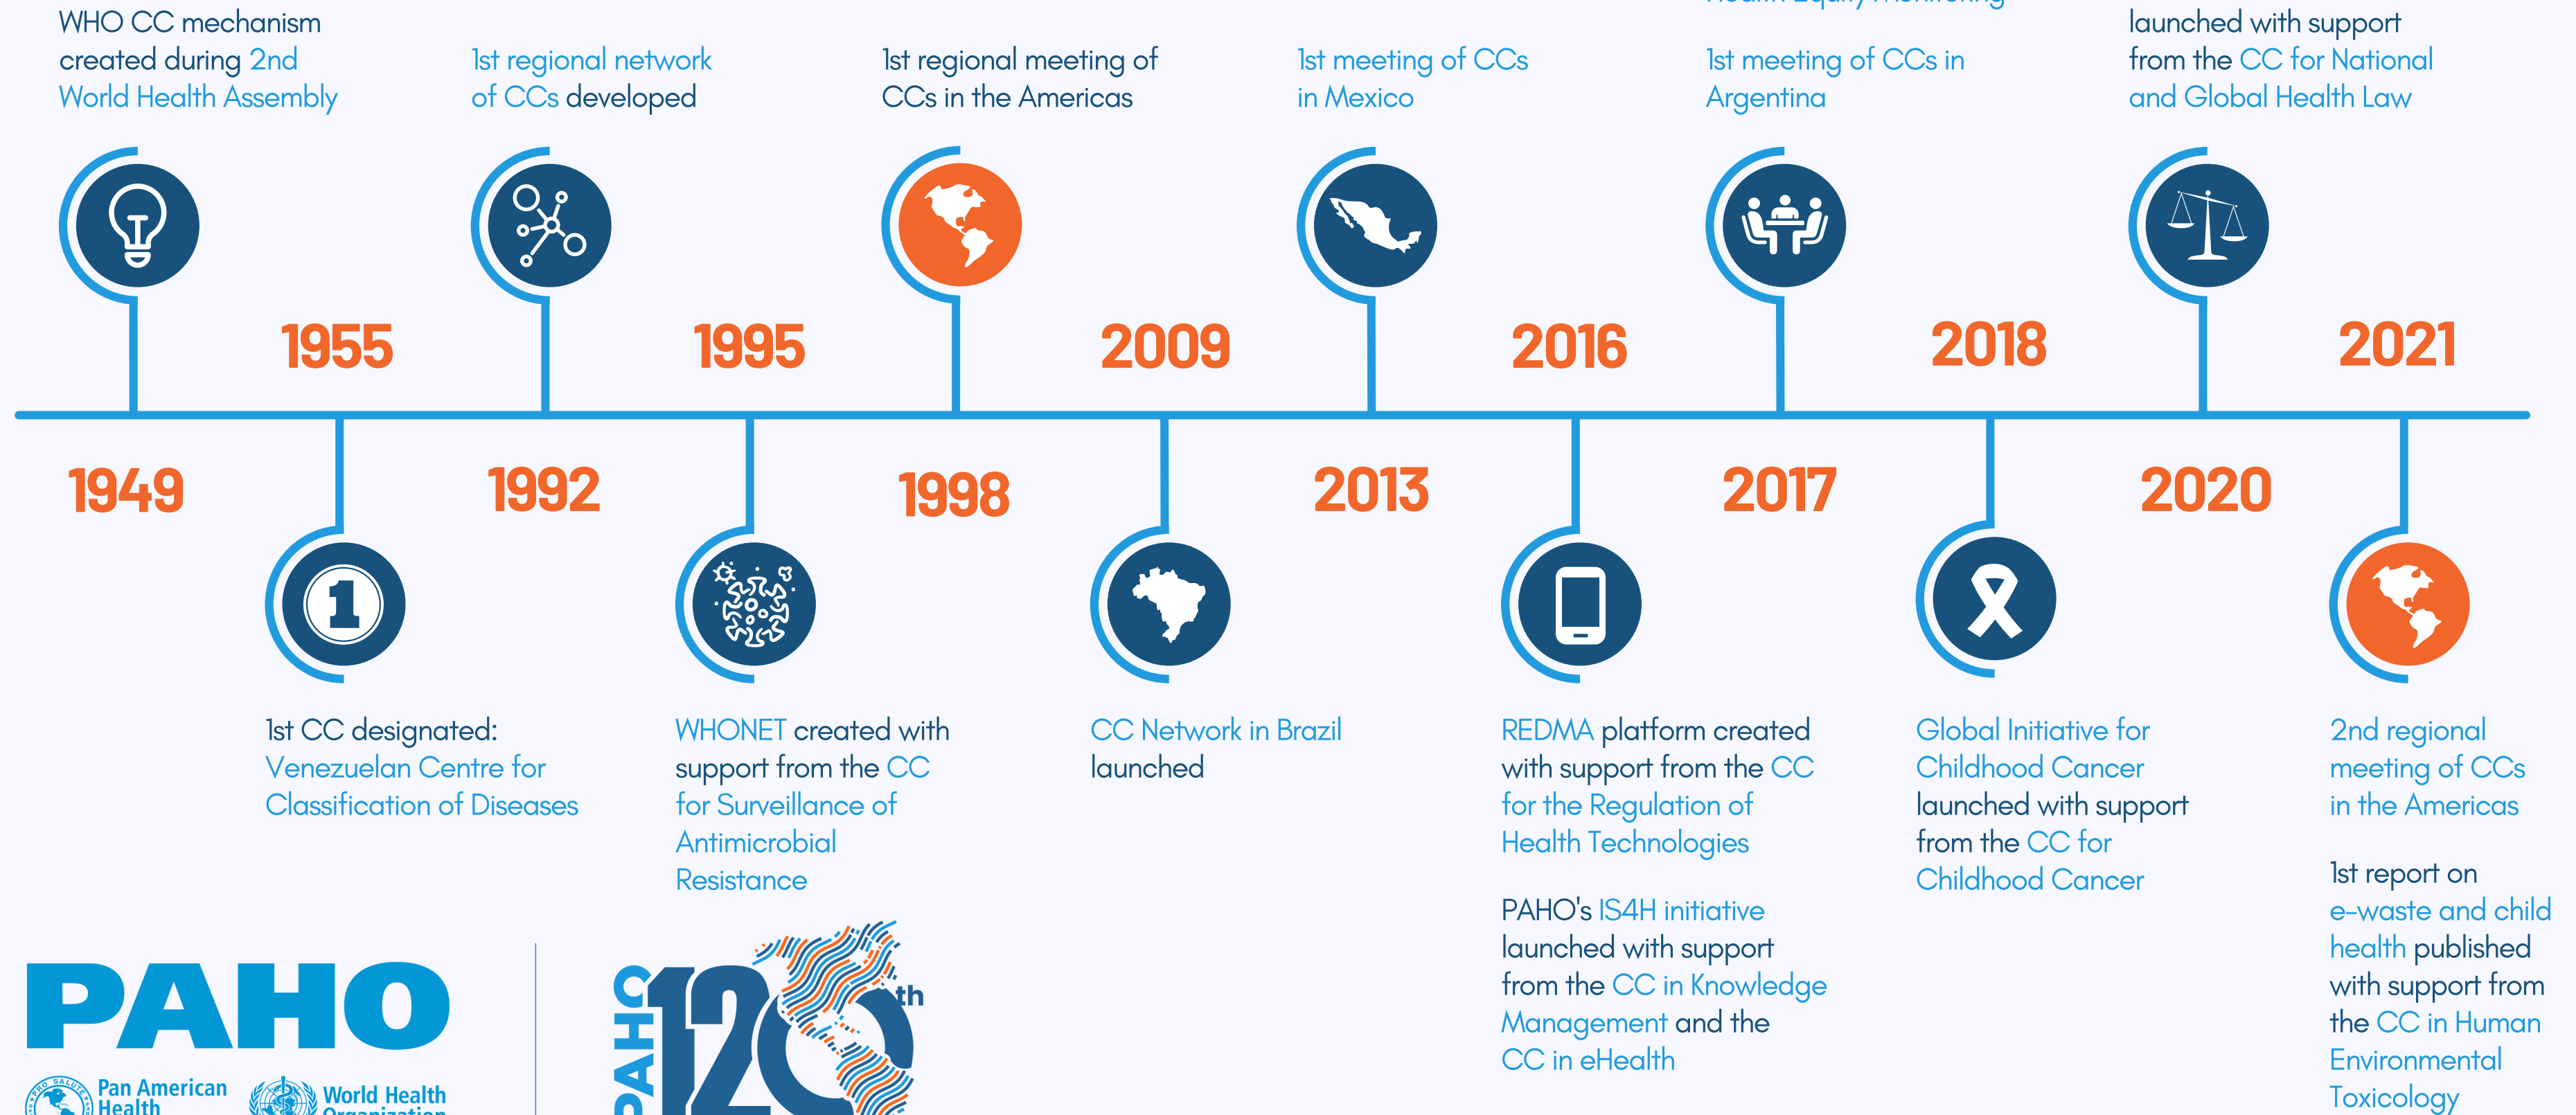 WHO CC mechanism
created during 2nd
World Health Assembly
1st regional network
of CCs developed
1st regional meeting of
CCs in the Americas
1st meeting of CCs
in Mexico
Health Equity Monitoring
1st meeting of CCs in
Argentina
launched with support
from the CC for National
and Global Health Law
1955
1995
2009
2016
2018
2021
1949
1992
1998
2013
2017
2020
1
1st CC designated:
Venezuelan Centre for
Classification of Diseases
WHONET created with
support from the CC
for Surveillance of
Antimicrobial
Resistance
CC Network in Brazil
launched
REDMA platform created
with support from the CC
for the Regulation of
Health Technologies
PAHO's IS4H initiative
launched with support
from the CC in Knowledge
Management and the
CC in eHealth
Global Initiative for
Childhood Cancer
launched with support
from the CC for
Childhood Cancer
2nd regional
meeting of CCs
in the Americas
1st report on
e-waste and child
health published
with support from
the CC in Human
Environmental
Toxicology
PAHO
PRO SALUTE
Pan American
Health
World Health
Organization
PAHO
120th